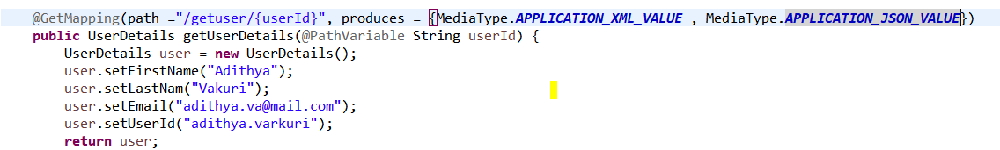 @GetMapping(path ="/getuser/{userId}", produces = {MediaType.APPLICATION_XML_VALUE , MediaType.APPLICATION_JSON_VALUE})
public UserDetails getUserDetails(@PathVariable String userId) {
UserDetails user = new UserDetails();
user.setFirstName("Adithya");
user.setLastNam("Vakuri");
user.setEmail("adithya.va@mail.com");
user.setUserId("adithya.varkuri");
return user;